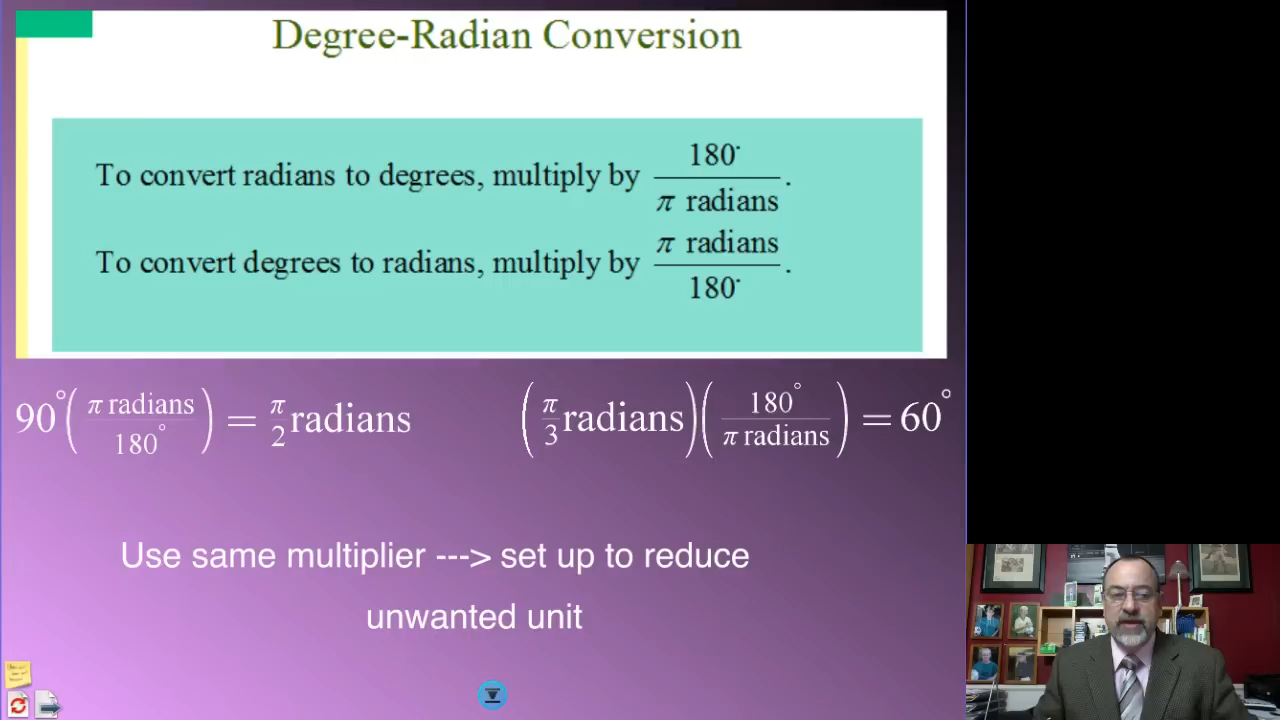 Degree-Radian Conversion
To convert radians to degrees, multiply by 180° / π radians.
To convert degrees to radians, multiply by π radians / 180°.
90°(π radians / 180°) = π/2 radians
(π/3 radians)(180° / π radians) = 60°
Use same multiplier ---> set up to reduce
unwanted unit